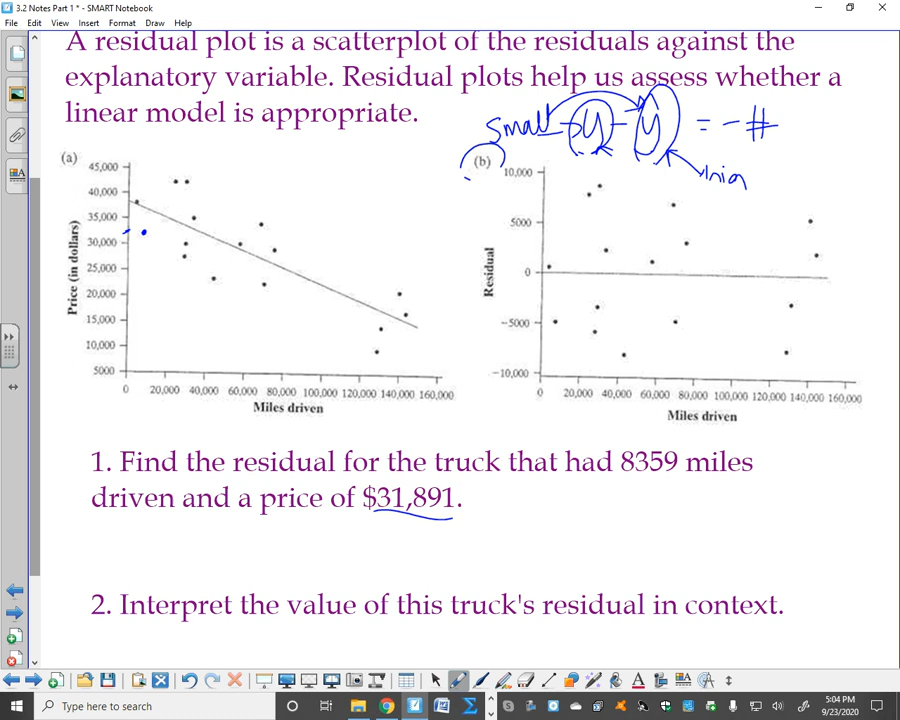 3.2 Notes Part 1 * - SMART Notebook
File Edit View Insert Format Draw Help
A residual plot is a scatterplot of the residuals against the
explanatory variable. Residual plots help us assess whether a
linear model is appropriate.
small y - ŷ = - #
(a)
45,000
40,000
35,000
30,000
25,000
20,000
15,000
10,000
5000
Price (in dollars)
0 20,000 40,000 60,000 80,000 100,000 120,000 140,000 160,000
Miles driven
(b)
10,000
5000
0
−5000
−10,000
Residual
0 20,000 40,000 60,000 80,000 100,000 120,000 140,000 160,000
Miles driven
1. Find the residual for the truck that had 8359 miles
driven and a price of $31,891.
2. Interpret the value of this truck's residual in context.
Type here to search
5:04 PM
9/23/2020